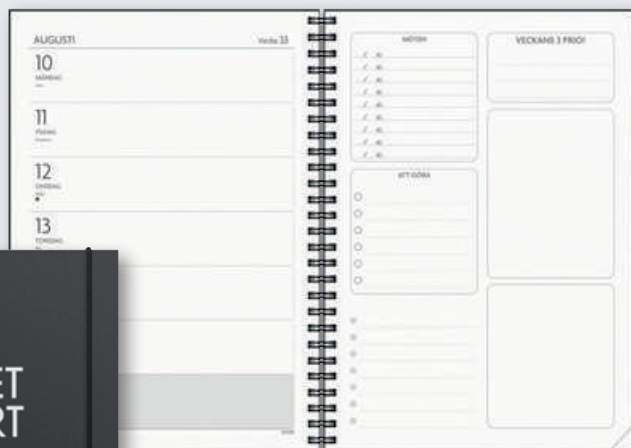 AUGUSTI
Vecka 33
10
MÅNDAG
11
TISDAG
12
ONSDAG
13
TORSDAG
MÖTEN
VECKANS 3 PRIO!
ATT GÖRA
ET
RT